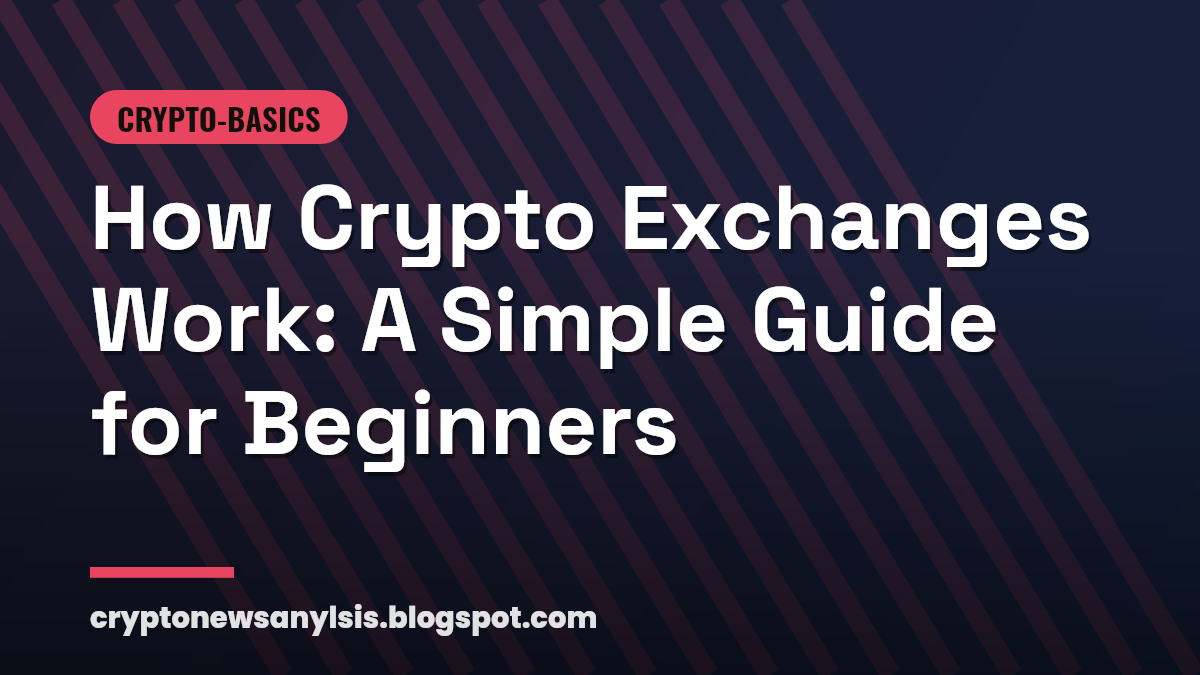 CRYPTO-BASICS
How Crypto Exchanges
Work: A Simple Guide
for Beginners
cryptonewsanylsis.blogspot.com